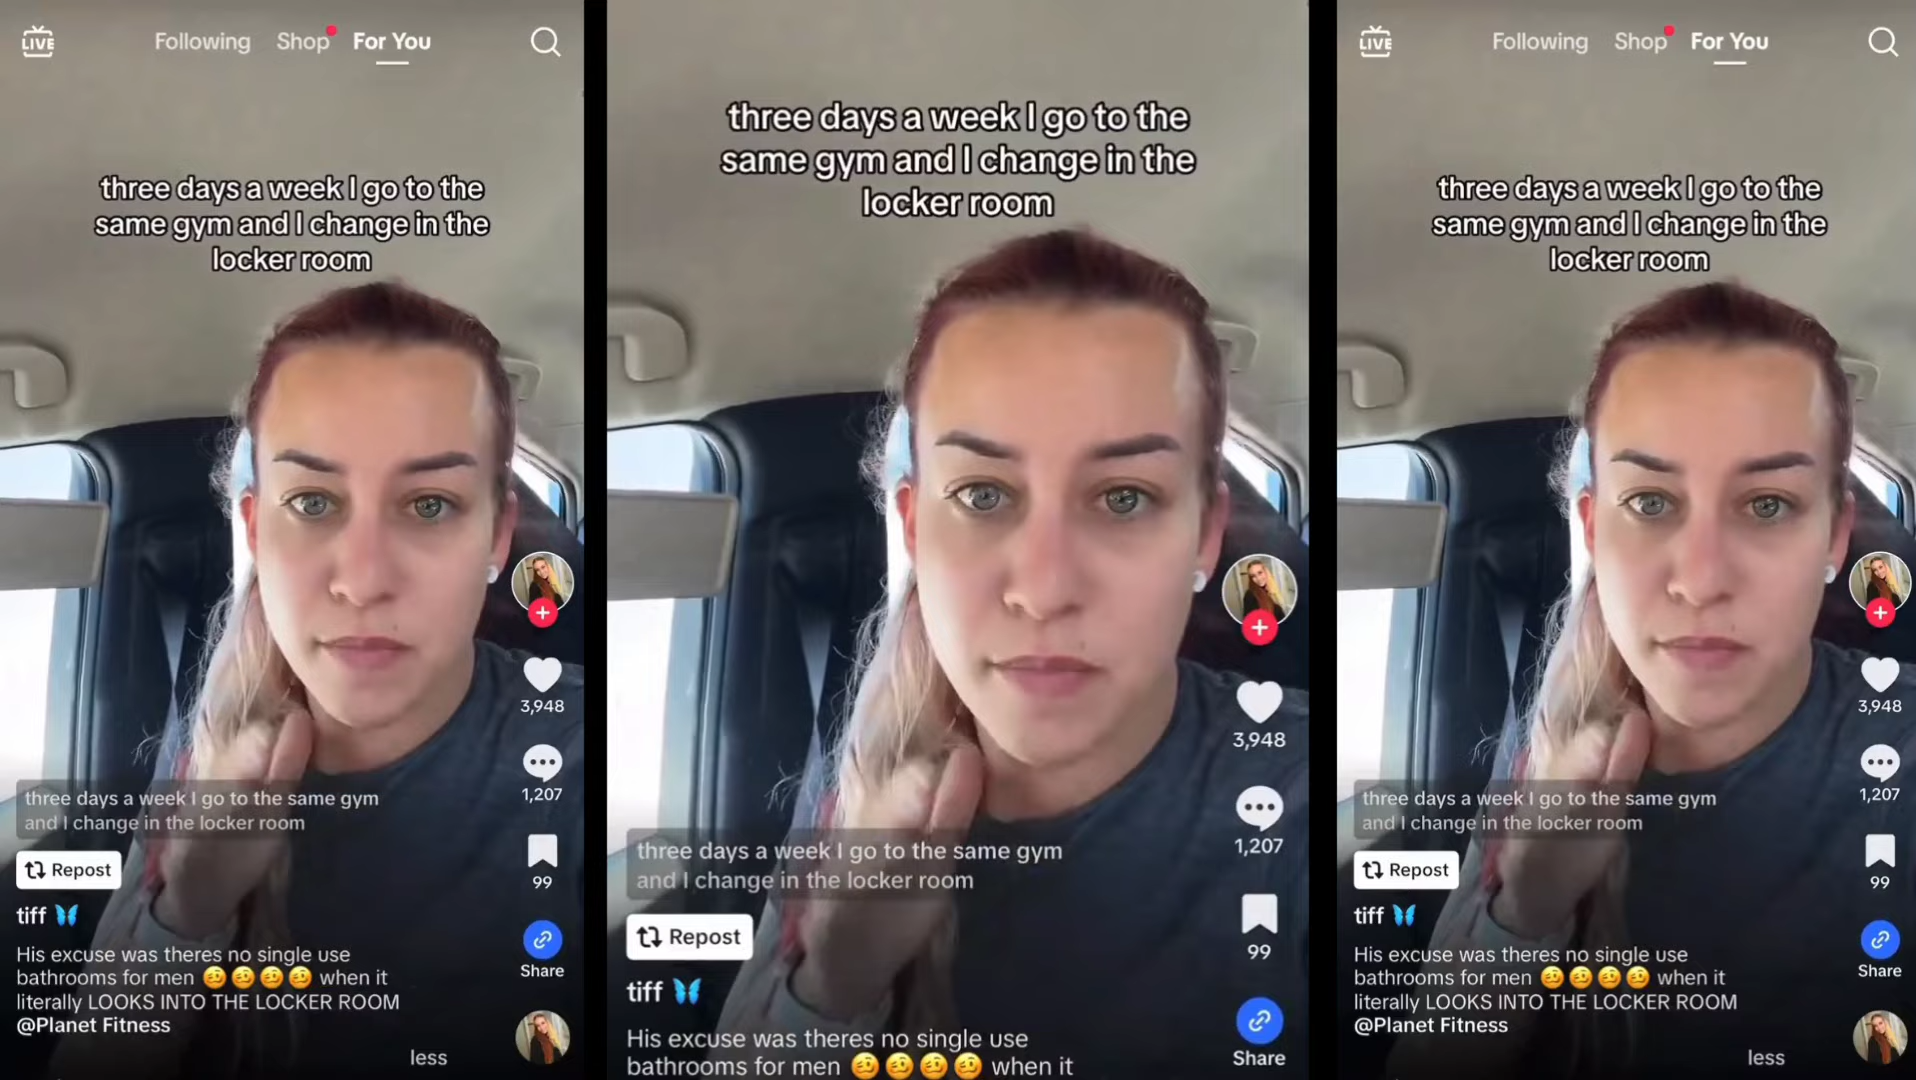 LIVE
Following Shop For You
three days a week I go to the
same gym and I change in the
locker room
3,948
1,207
three days a week I go to the same gym
and I change in the locker room
Repost
99
tiff 🦋
His excuse was theres no single use
bathrooms for men 🥴🥴🥴🥴 when it
literally LOOKS INTO THE LOCKER ROOM
@Planet Fitness
Share
less
three days a week I go to the
same gym and I change in the
locker room
3,948
1,207
three days a week I go to the same gym
and I change in the locker room
Repost
99
tiff 🦋
His excuse was theres no single use
bathrooms for men 🥴🥴🥴🥴 when it
Share
LIVE
Following Shop For You
three days a week I go to the
same gym and I change in the
locker room
3,948
1,207
three days a week I go to the same gym
and I change in the locker room
Repost
99
tiff 🦋
His excuse was theres no single use
bathrooms for men 🥴🥴🥴🥴 when it
literally LOOKS INTO THE LOCKER ROOM
@Planet Fitness
Share
less